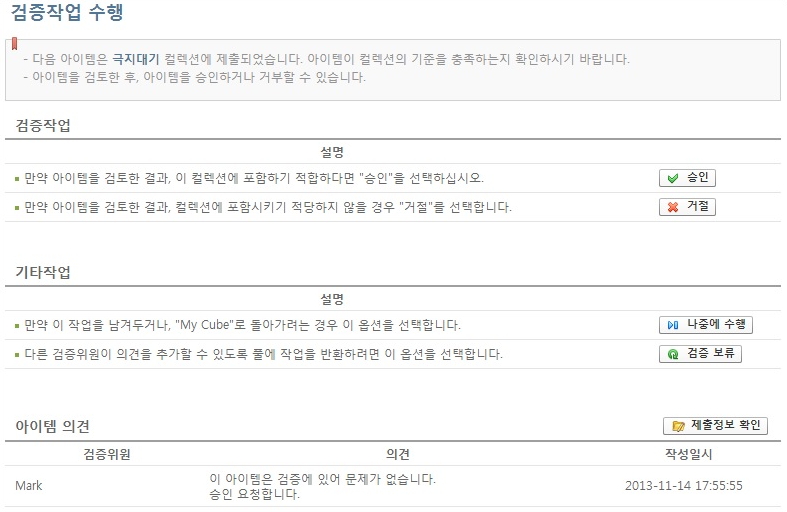 검증작업 수행
- 다음 아이템은 극지대기 컬렉션에 제출되었습니다. 아이템이 컬렉션의 기준을 충족하는지 확인하시기 바랍니다.
- 아이템을 검토한 후, 아이템을 승인하거나 거부할 수 있습니다.
검증작업
설명
만약 아이템을 검토한 결과, 이 컬렉션에 포함하기 적합하다면 "승인"을 선택하십시오.
승인
만약 아이템을 검토한 결과, 컬렉션에 포함시키기 적당하지 않을 경우 "거절"를 선택합니다.
거절
기타작업
설명
만약 이 작업을 남겨두거나, "My Cube"로 돌아가려는 경우 이 옵션을 선택합니다.
나중에 수행
다른 검증위원이 의견을 추가할 수 있도록 풀에 작업을 반환하려면 이 옵션을 선택합니다.
검증 보류
아이템 의견
제출정보 확인
검증위원 의견 작성일시
Mark
이 아이템은 검증에 있어 문제가 없습니다.
승인 요청합니다.
2013-11-14 17:55:55